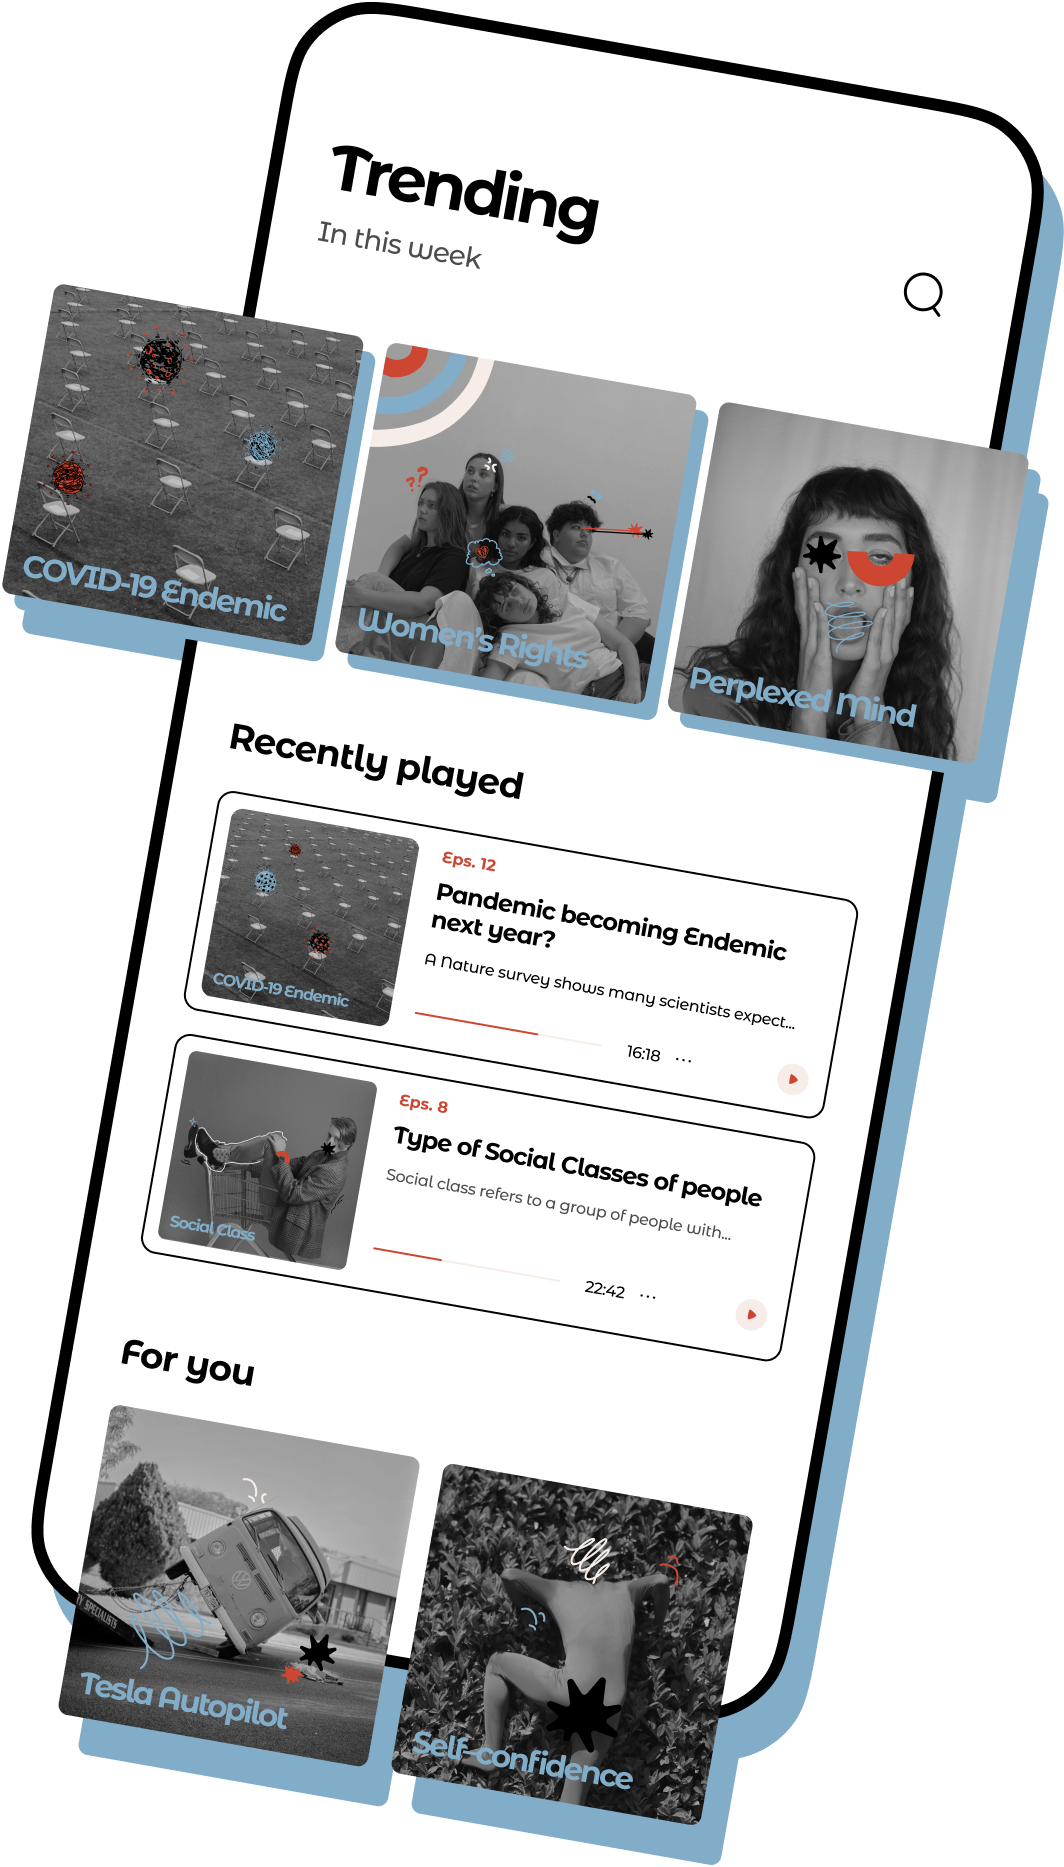 Trending
In this week
COVID-19 Endemic
Women's Rights
Perplexed Mind
Recently played
Eps. 12
Pandemic becoming Endemic
next year?
A Nature survey shows many scientists expect...
16:18 ...
COVID-19 Endemic
Eps. 8
Type of Social Classes of people
Social class refers to a group of people with...
22:42 ...
Social Class
For you
Y SPECIALISTS
Tesla Autopilot
Self-confidence